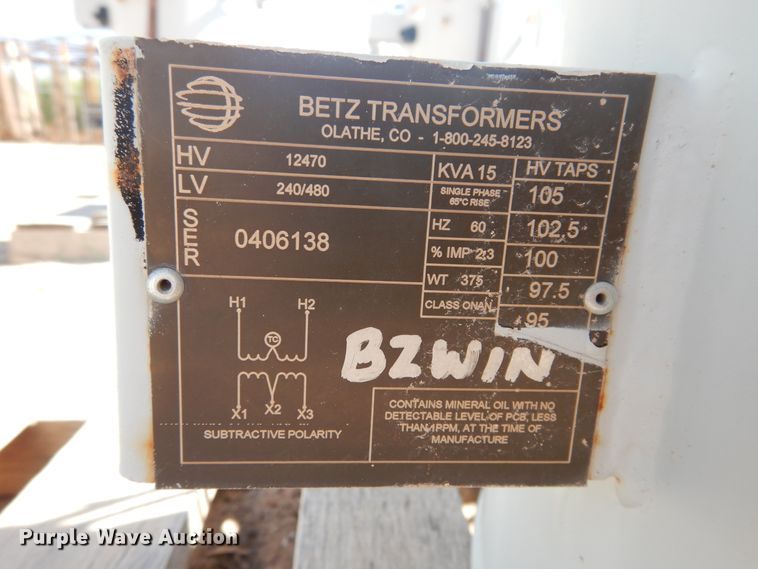 BETZ TRANSFORMERS
OLATHE, CO - 1-800-245-8123
HV 12470
LV 240/480
SER 0406138
KVA 15
SINGLE PHASE
65°C RISE
HZ 60
% IMP 2.3
WT 375
CLASS ONAN
HV TAPS
105
102.5
100
97.5
95
H1 H2
TC
X1 X2 X3
SUBTRACTIVE POLARITY
BZWIN
CONTAINS MINERAL OIL WITH NO
DETECTABLE LEVEL OF PCB, LESS
THAN 1PPM, AT THE TIME OF
MANUFACTURE
Purple Wave Auction